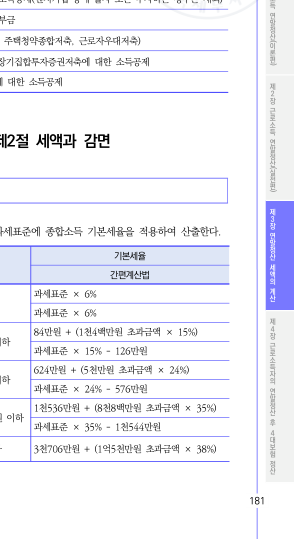 부금
주택청약종합저축, 근로자우대저축)
장기집합투자증권저축에 대한 소득공제
대한 소득공제
제2절 세액과 감면
과세표준에 종합소득 기본세율을 적용하여 산출한다.
기본세율
간편계산법
과세표준 × 6%
과세표준 × 6%
84만원 + (1천4백만원 초과금액 × 15%)
이하
과세표준 × 15% - 126만원
624만원 + (5천만원 초과금액 × 24%)
이하
과세표준 × 24% - 576만원
1천536만원 + (8천8백만원 초과금액 × 35%)
원 이하
과세표준 × 35% - 1천544만원
3천706만원 + (1억5천만원 초과금액 × 38%)
소득 연말정산(이론편)
제2장 근로소득 연말정산(실전편)
제3장 연말정산 세액의 계산
제4장 근로소득자의 연말정산 후 4대보험 정산
181